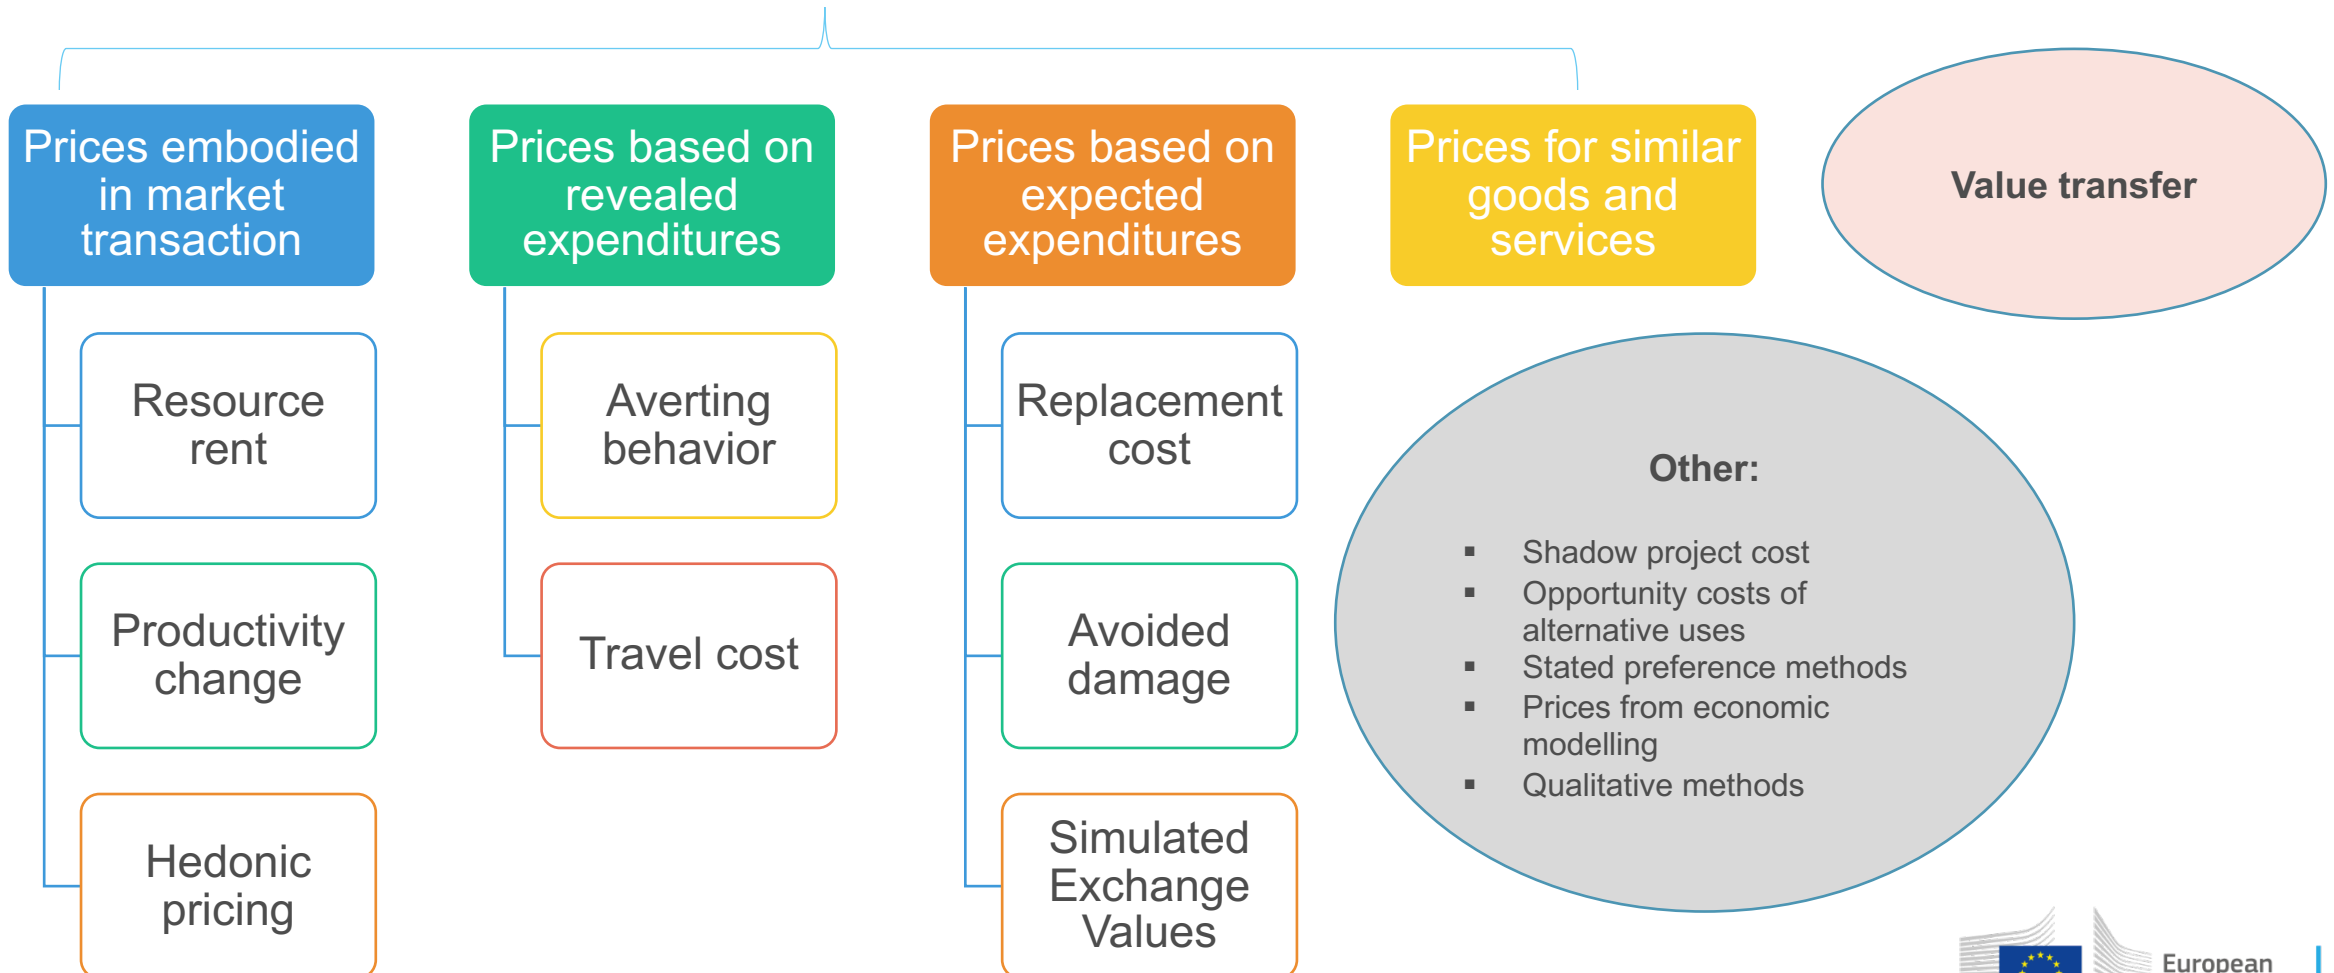 Prices embodied
in market
transaction
Resource
rent
Productivity
change
Hedonic
pricing
Prices based on
revealed
expenditures
Averting
behavior
Travel cost
Prices based on
expected
expenditures
Replacement
cost
Avoided
damage
Simulated
Exchange
Values
Prices for similar
goods and
services
Value transfer
Other:
▪ Shadow project cost
▪ Opportunity costs of
alternative uses
▪ Stated preference methods
▪ Prices from economic
modelling
▪ Qualitative methods
European